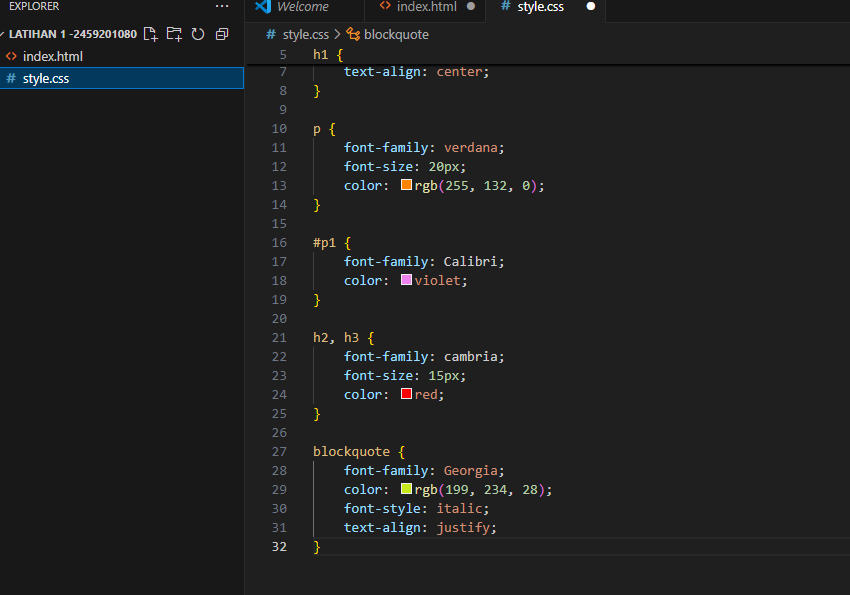 EXPLORER ...
LATIHAN 1 -2459201080
index.html
# style.css
Welcome
<> index.html
# style.css
# style.css > blockquote
5 h1 {
7 text-align: center;
8 }
9
10 p {
11 font-family: verdana;
12 font-size: 20px;
13 color: rgb(255, 132, 0);
14 }
15
16 #p1 {
17 font-family: Calibri;
18 color: violet;
19 }
20
21 h2, h3 {
22 font-family: cambria;
23 font-size: 15px;
24 color: red;
25 }
26
27 blockquote {
28 font-family: Georgia;
29 color: rgb(199, 234, 28);
30 font-style: italic;
31 text-align: justify;
32 }